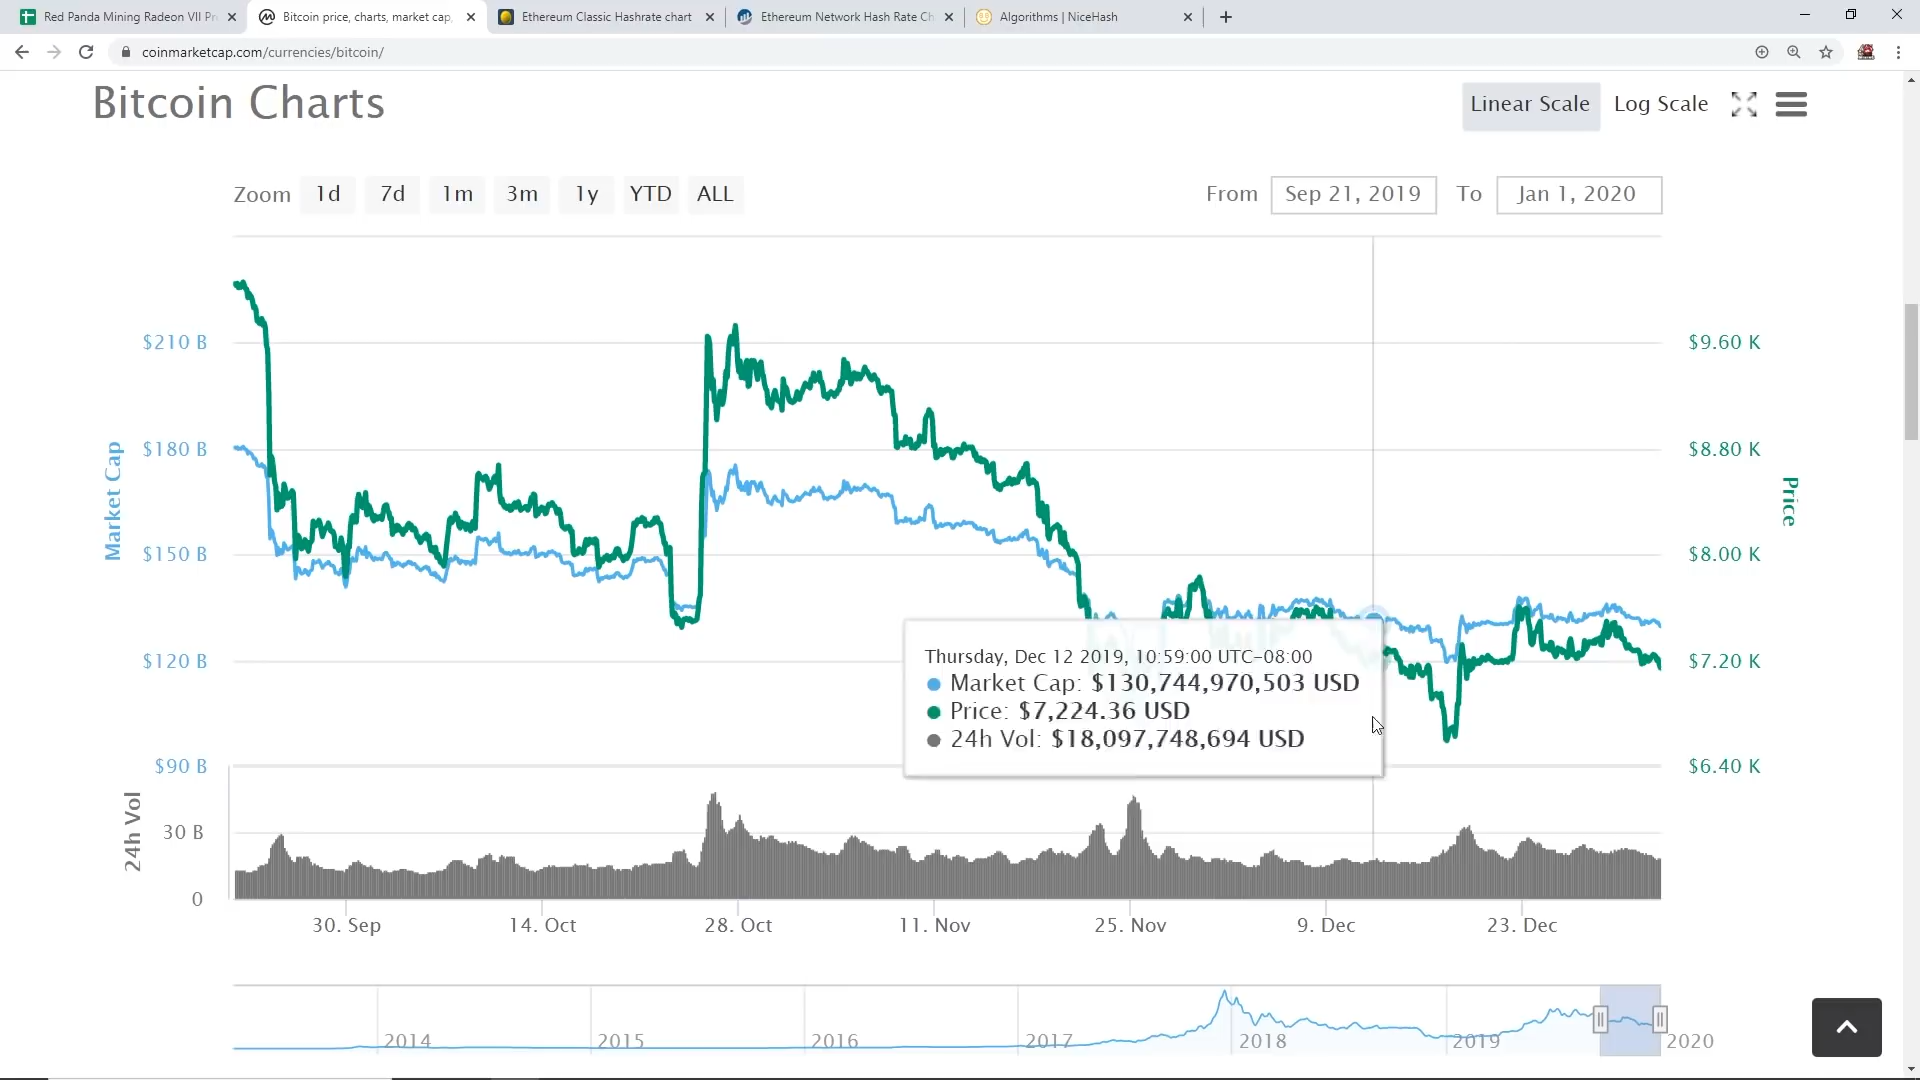 Red Panda Mining Radeon VII Pr
Bitcoin price, charts, market cap,
Ethereum Classic Hashrate chart
Ethereum Network Hash Rate Ch
Algorithms | NiceHash
coinmarketcap.com/currencies/bitcoin/
Bitcoin Charts
Linear Scale
Log Scale
Zoom 1d 7d 1m 3m 1y YTD ALL
From Sep 21, 2019 To Jan 1, 2020
$210 B
$9.60 K
$180 B
$8.80 K
Market Cap
Price
$150 B
$8.00 K
$120 B
$7.20 K
Thursday, Dec 12 2019, 10:59:00 UTC-08:00
Market Cap: $130,744,970,503 USD
Price: $7,224.36 USD
24h Vol: $18,097,748,694 USD
$90 B
$6.40 K
24h Vol
30 B
0
30. Sep 14. Oct 28. Oct 11. Nov 25. Nov 9. Dec 23. Dec
2014 2015 2016 2017 2018 2019 2020